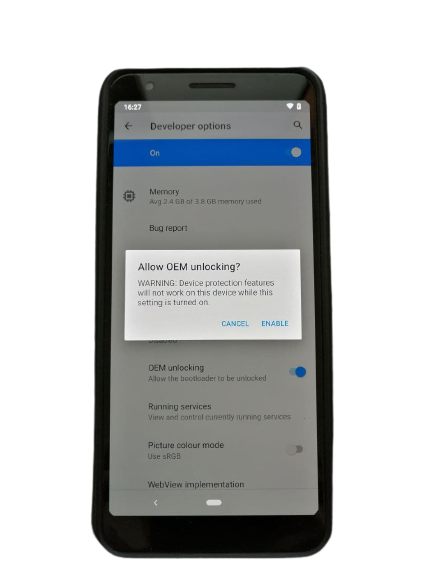 16:27
Developer options
On
Memory
Avg 2.4 GB of 3.8 GB memory used
Bug report
Allow OEM unlocking?
WARNING: Device protection features
will not work on this device while this
setting is turned on.
CANCEL ENABLE
Disabled
OEM unlocking
Allow the bootloader to be unlocked
Running services
View and control currently running services
Picture colour mode
Use sRGB
WebView implementation